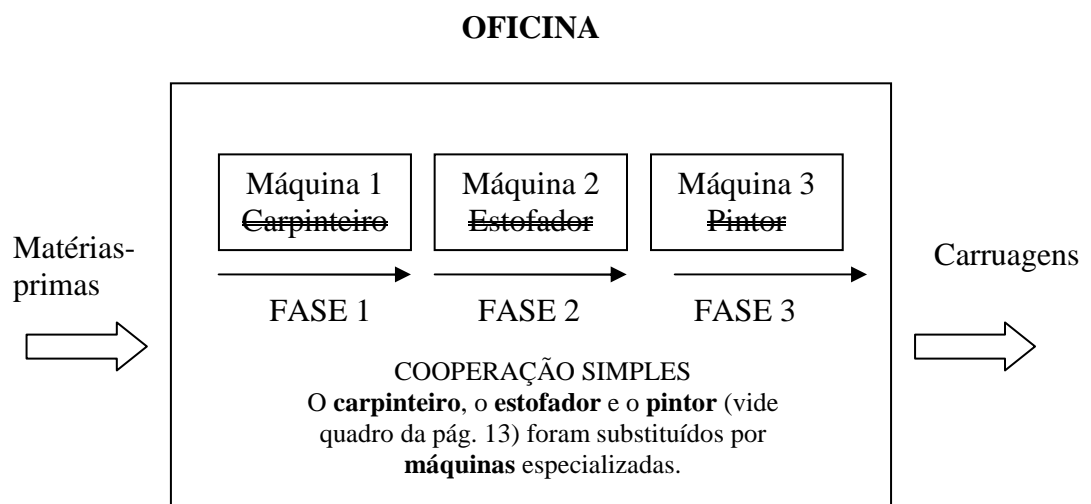 OFICINA
Máquina 1
Carpinteiro
Máquina 2
Estofador
Máquina 3
Pintor
Matérias-
primas
Carruagens
FASE 1
FASE 2
FASE 3
COOPERAÇÃO SIMPLES
O carpinteiro, o estofador e o pintor (vide
quadro da pág. 13) foram substituídos por
máquinas especializadas.